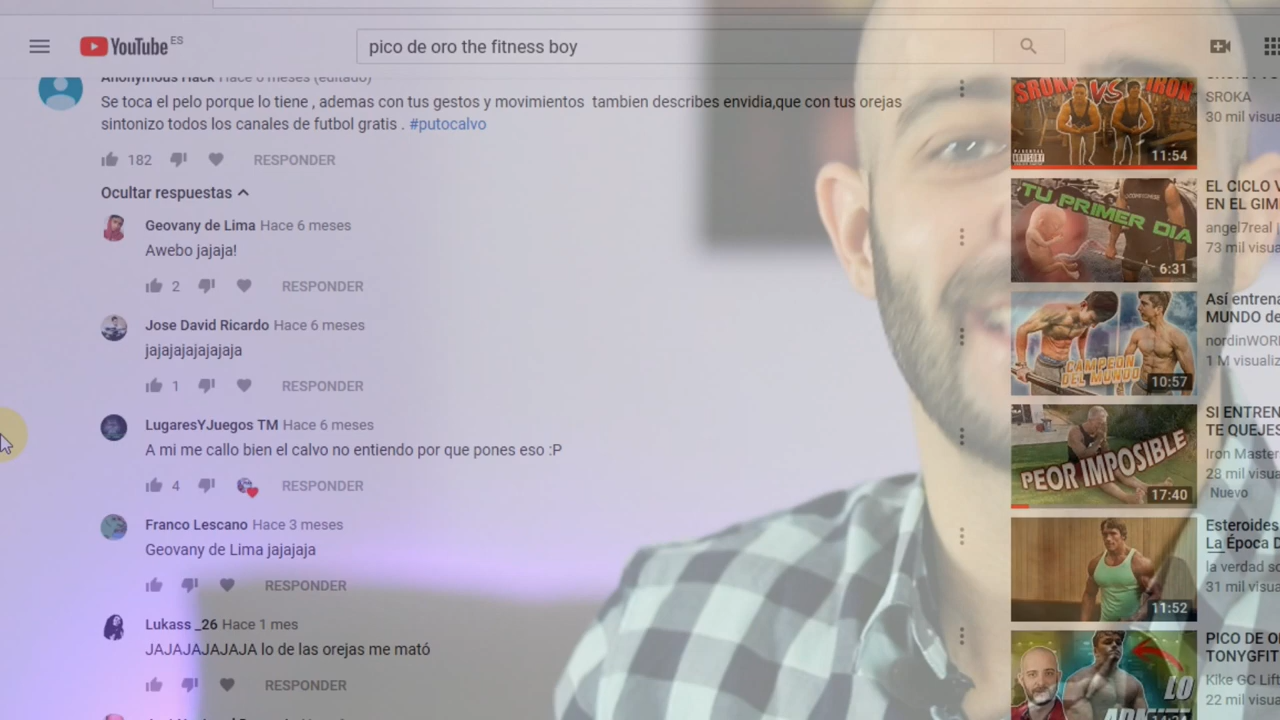 YouTube ES
pico de oro the fitness boy
Anonymous Hack Hace 6 meses (editado)
Se toca el pelo porque lo tiene , ademas con tus gestos y movimientos tambien describes envidia,que con tus orejas
sintonizo todos los canales de futbol gratis . #putocalvo
182 RESPONDER
Ocultar respuestas
Geovany de Lima Hace 6 meses
Awebo jajaja!
2 RESPONDER
Jose David Ricardo Hace 6 meses
jajajajajajaja
1 RESPONDER
LugaresYJuegos TM Hace 6 meses
A mi me callo bien el calvo no entiendo por que pones eso :P
4 RESPONDER
Franco Lescano Hace 3 meses
Geovany de Lima jajajaja
RESPONDER
Lukass _26 Hace 1 mes
JAJAJAJAJAJA lo de las orejas me mató
RESPONDER
SROKA VS IRON
11:54
SROKA
30 mil visua
TU PRIMER DIA
6:31
EL CICLO V
EN EL GIM
angel7real j
73 mil visua
CAMPEON
DEL MUNDO
10:57
Así entrena
MUNDO de
nordinWOR
1 M visualiz
PEOR IMPOSIBLE
17:40
SI ENTREN
TE QUEJES
Iron Master
28 mil visua
Nuevo
11:52
Esteroides
La Época D
la verdad so
31 mil visua
LO
PICO DE O
TONYGFIT
Kike GC Lift
22 mil visua